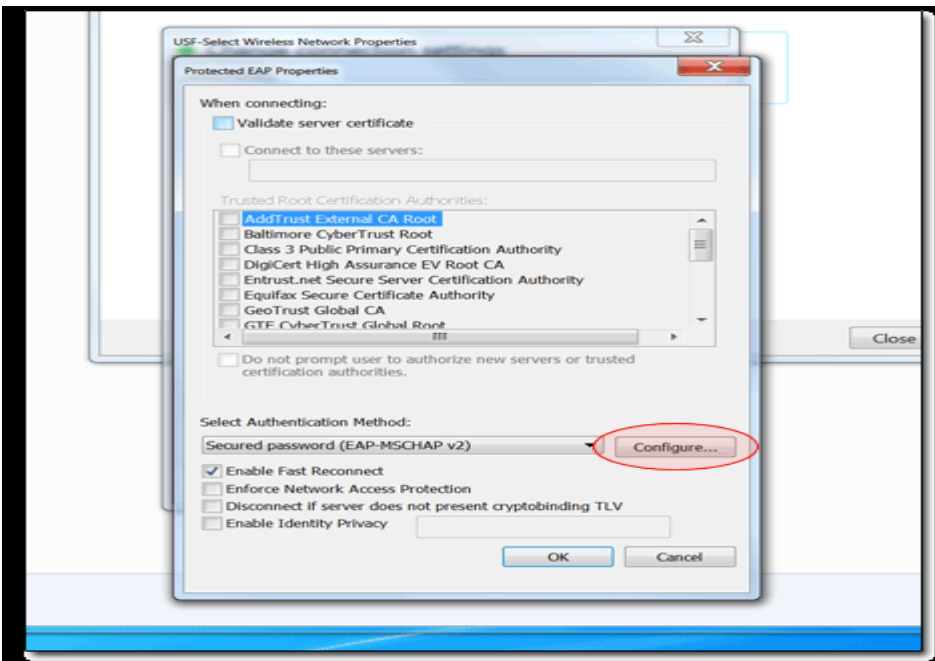 USF-Select Wireless Network Properties
Protected EAP Properties
When connecting:
Validate server certificate
Connect to these servers:
Trusted Root Certification Authorities:
AddTrust External CA Root
Baltimore CyberTrust Root
Class 3 Public Primary Certification Authority
DigiCert High Assurance EV Root CA
Entrust.net Secure Server Certification Authority
Equifax Secure Certificate Authority
GeoTrust Global CA
GTE CyberTrust Global Root
Close
Do not prompt user to authorize new servers or trusted
certification authorities.
Select Authentication Method:
Secured password (EAP-MSCHAP v2)
Configure...
Enable Fast Reconnect
Enforce Network Access Protection
Disconnect if server does not present cryptobinding TLV
Enable Identity Privacy
OK
Cancel